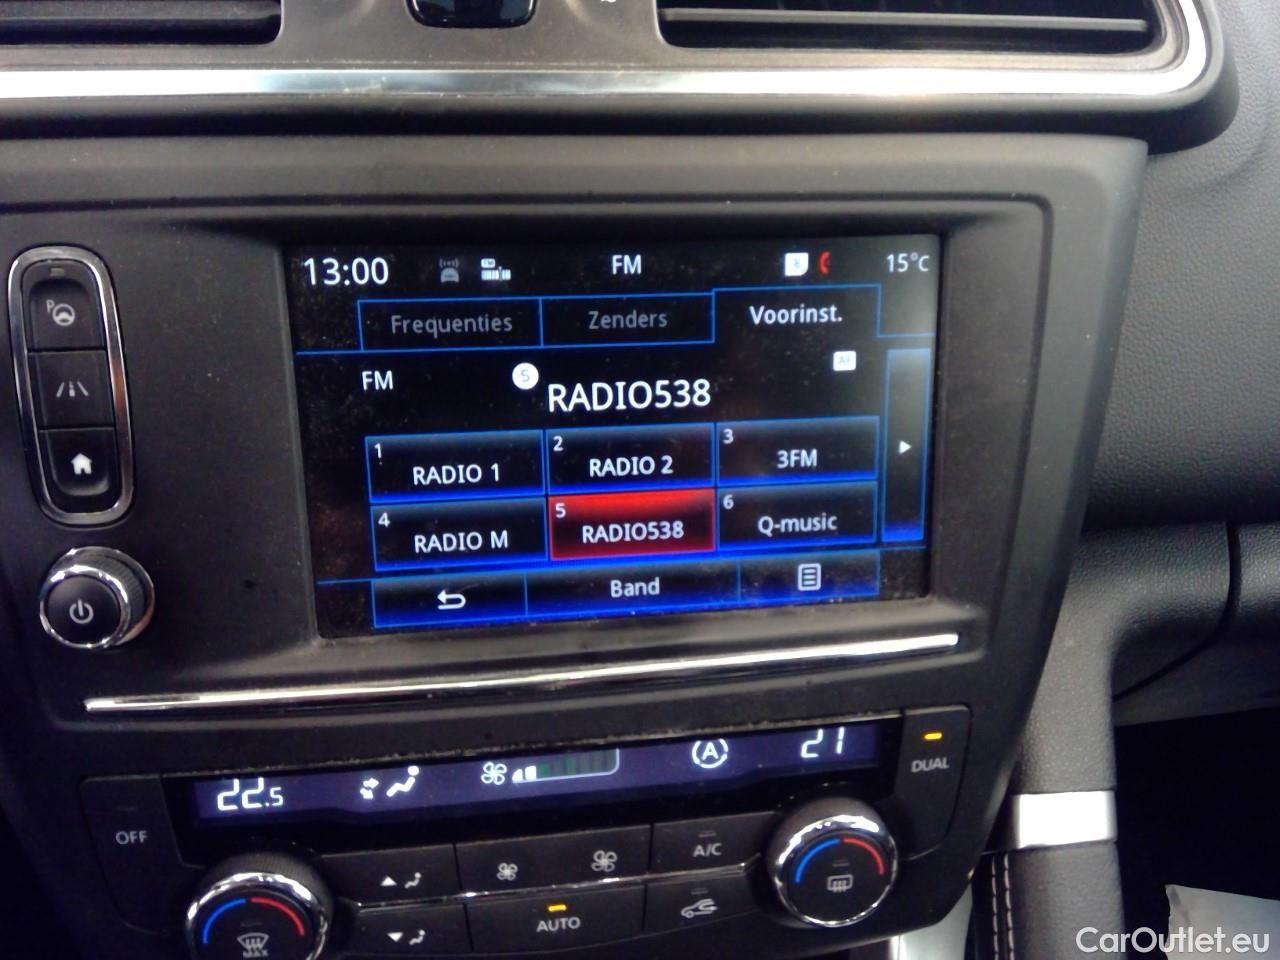 13:00 FM 15°C
Frequenties Zenders Voorinst.
FM 5 RADIO538
1 RADIO 1 2 RADIO 2 3 3FM
4 RADIO M 5 RADIO538 6 Q-music
Band
22.5 A 21
DUAL
OFF
A/C
AUTO
MAX
P
CarOutlet.eu